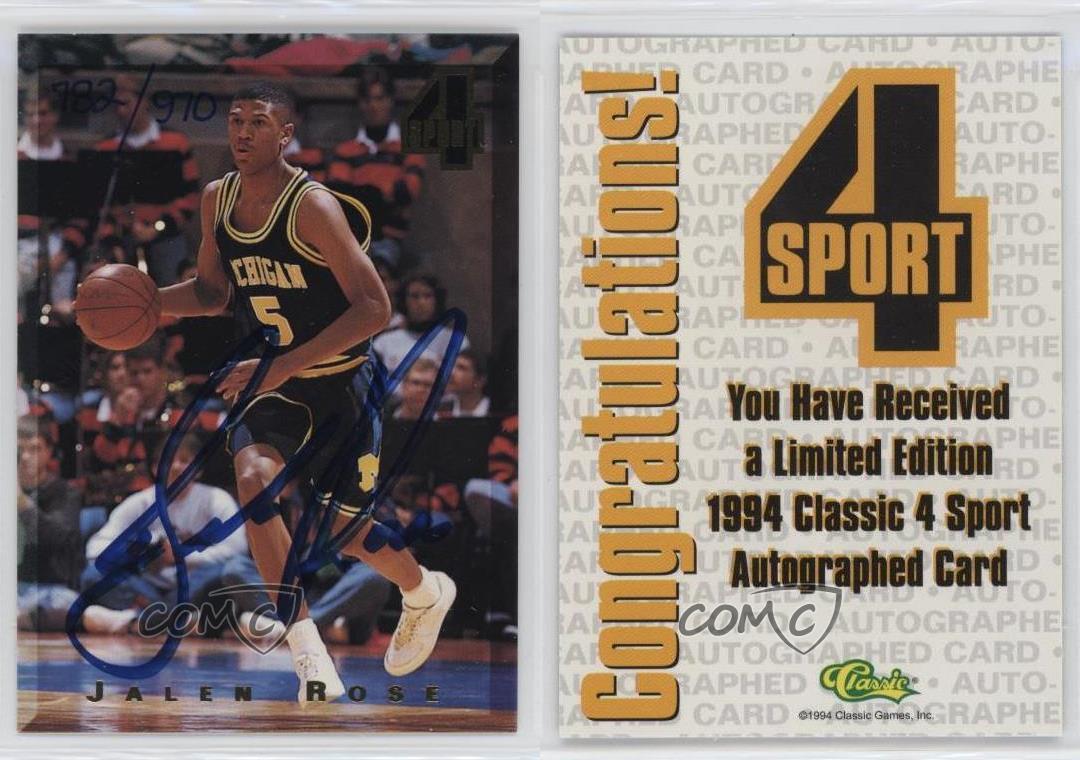 782/970
4
SPORT
MICHIGAN
5
JALEN ROSE
COMC
Congratulations!
4
SPORT
You Have Received
a Limited Edition
1994 Classic 4 Sport
Autographed Card
COMC
Classic®
©1994 Classic Games, Inc.
AUTOGRAPHED CARD • AUTO-